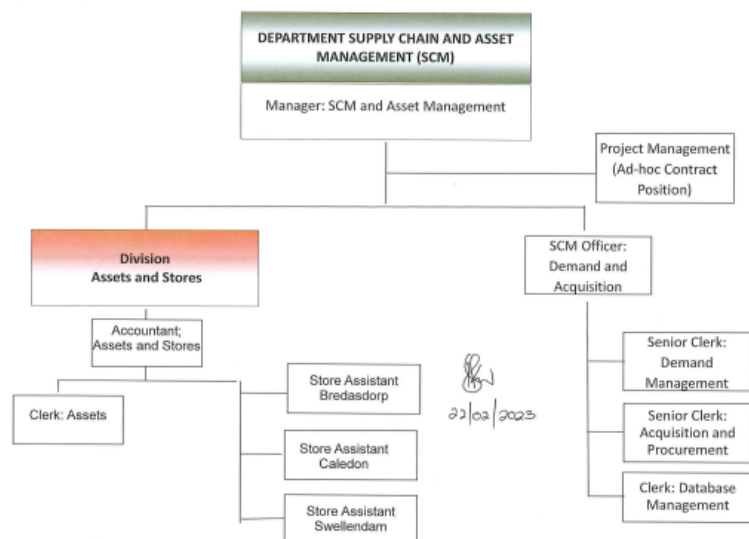 DEPARTMENT SUPPLY CHAIN AND ASSET
MANAGEMENT (SCM)
Manager: SCM and Asset Management
Project Management
(Ad-hoc Contract
Position)
Division
Assets and Stores
SCM Officer:
Demand and
Acquisition
Accountant;
Assets and Stores
Clerk: Assets
Store Assistant
Bredasdorp
Store Assistant
Caledon
Store Assistant
Swellendam
22/02/2023
Senior Clerk:
Demand
Management
Senior Clerk:
Acquisition and
Procurement
Clerk: Database
Management